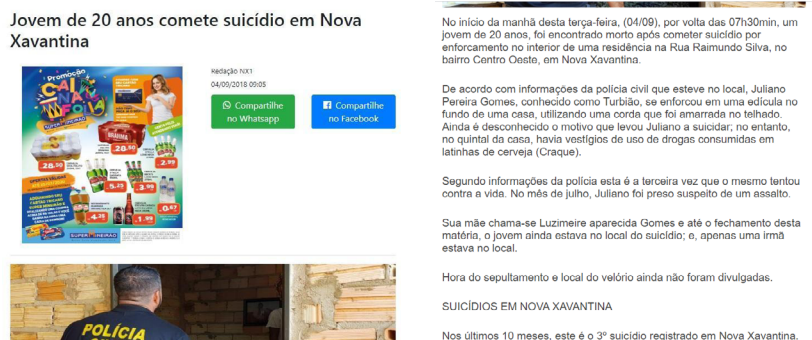 Jovem de 20 anos comete suicídio em Nova
Xavantina
Promoção
28,99
2,99
5,25
4,35
Redação NX1
04/09/2018 09:05
Compartilhe
no Whatsapp
Compartilhe
no Facebook
POLÍCIA
No início da manhã desta terça-feira, (04/09), por volta das 07h30min, um
jovem de 20 anos, foi encontrado morto após cometer suicídio por
enforcamento no interior de uma residência na Rua Raimundo Silva, no
bairro Centro Oeste, em Nova Xavantina.
De acordo com informações da polícia civil que esteve no local, Juliano
Pereira Gomes, conhecido como Turbião, se enforcou em uma edícula no
fundo de uma casa, utilizando uma corda que foi amarrada no telhado.
Ainda é desconhecido o motivo que levou Juliano a suicidar; no entanto,
no quintal da casa, havia vestígios de uso de drogas consumidas em
latinhas de cerveja (Craque).
Segundo informações da polícia esta é a terceira vez que o mesmo tentou
contra a vida. No mês de julho, Juliano foi preso suspeito de um assalto.
Sua mãe chama-se Luzimeire aparecida Gomes e até o fechamento desta
matéria, o jovem ainda estava no local do suicídio; e, apenas uma irmã
estava no local.
Hora do sepultamento e local do velório ainda não foram divulgadas.
SUICÍDIOS EM NOVA XAVANTINA
Nos últimos 10 meses, este é o 3º suicídio registrado em Nova Xavantina.